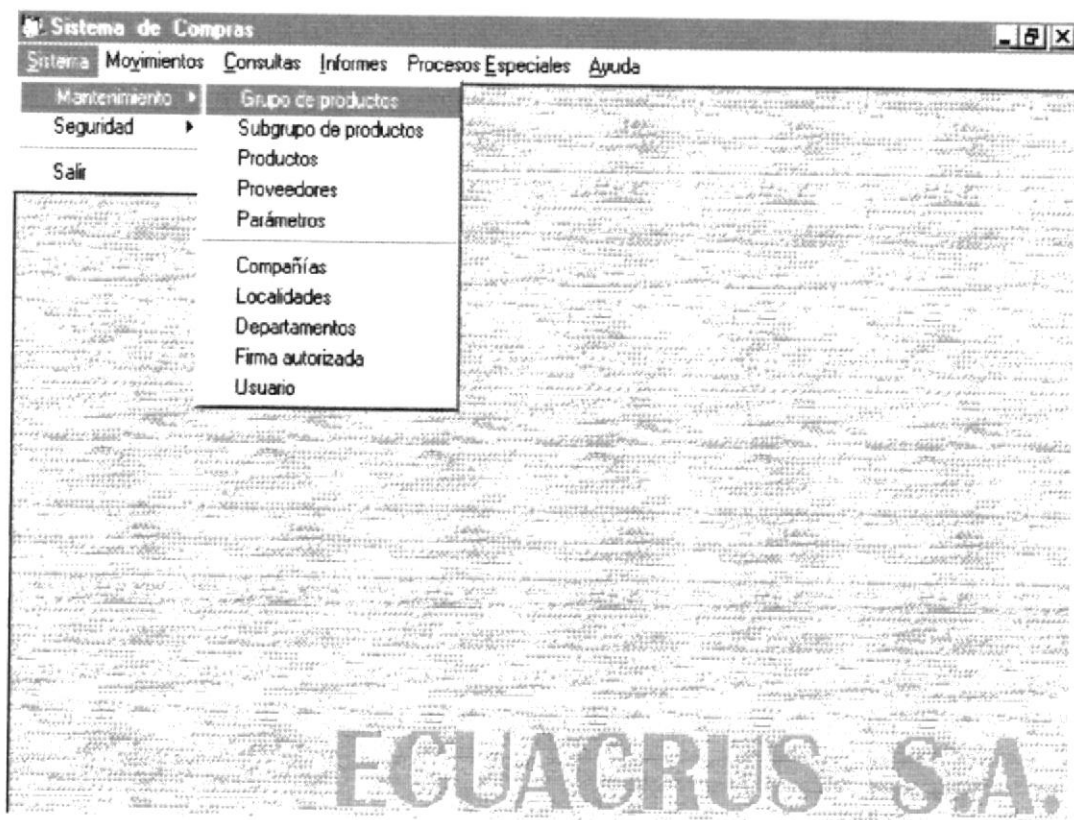 Sistema de Compras
Sistema Movimientos Consultas Informes Procesos Especiales Ayuda
Mantenimiento
Seguridad
Salir
Grupo de productos
Subgrupo de productos
Productos
Proveedores
Parámetros
Compañías
Localidades
Departamentos
Firma autorizada
Usuario
ECUAGRUS S.A.